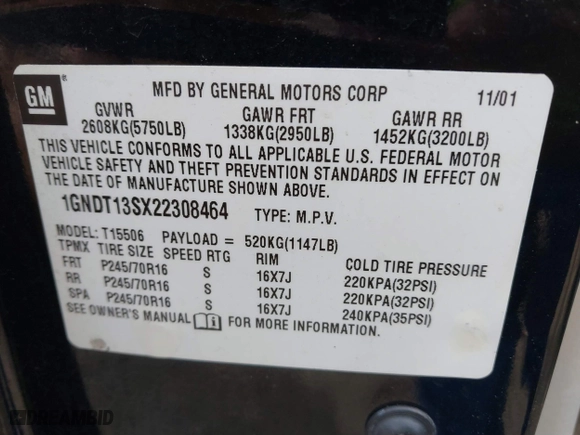 GM
MFD BY GENERAL MOTORS CORP 11/01
GVWR GAWR FRT GAWR RR
2608KG(5750LB) 1338KG(2950LB) 1452KG(3200LB)
THIS VEHICLE CONFORMS TO ALL APPLICABLE U.S. FEDERAL MOTOR
VEHICLE SAFETY AND THEFT PREVENTION STANDARDS IN EFFECT ON
THE DATE OF MANUFACTURE SHOWN ABOVE.
1GNDT13SX22308464 TYPE: M.P.V.
MODEL: T15506 PAYLOAD = 520KG(1147LB)
TPMX TIRE SIZE SPEED RTG RIM COLD TIRE PRESSURE
FRT P245/70R16 S 16X7J 220KPA(32PSI)
RR P245/70R16 S 16X7J 220KPA(32PSI)
SPA P245/70R16 S 16X7J 240KPA(35PSI)
SEE OWNER'S MANUAL FOR MORE INFORMATION.
DREAMBID